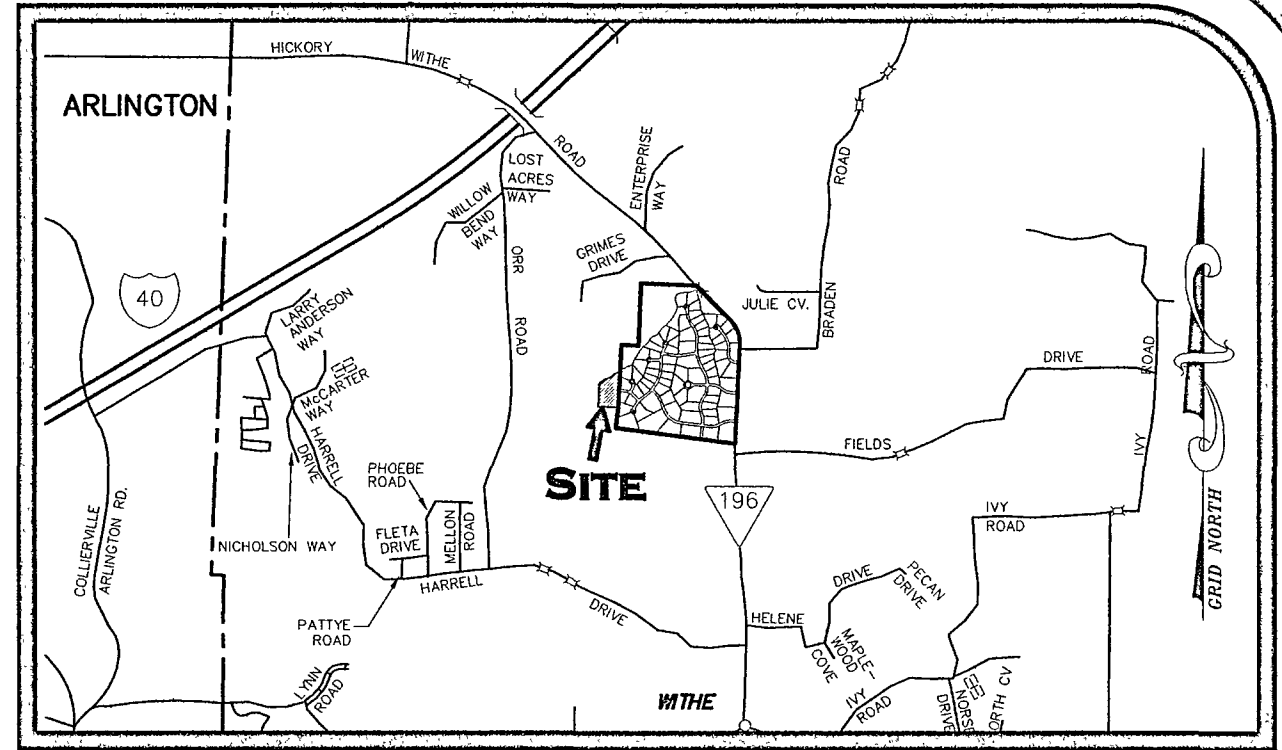 HICKORY
WITHE
ROAD
ARLINGTON
40
LOST
ACRES
WAY
WILLOW
BEND
WAY
ORR
ROAD
ENTERPRISE
WAY
GRIMES
DRIVE
ROAD
BRADEN
JULIE CV.
LARRY
ANDERSON
WAY
McCARTER
WAY
HARRELL
DRIVE
NICHOLSON WAY
COLLIERVILLE
ARLINGTON RD.
PHOEBE
ROAD
FLETA
DRIVE
MELLON
ROAD
PATTYE
ROAD
HARRELL
DRIVE
LYNN
ROAD
SITE
196
FIELDS
DRIVE
ROAD
IVY
IVY
ROAD
HELENE
COVE
MAPLE-
WOOD
DRIVE
PECAN
DRIVE
IVY
ROAD
NORSE
DRIVE
WITHE
GRID NORTH